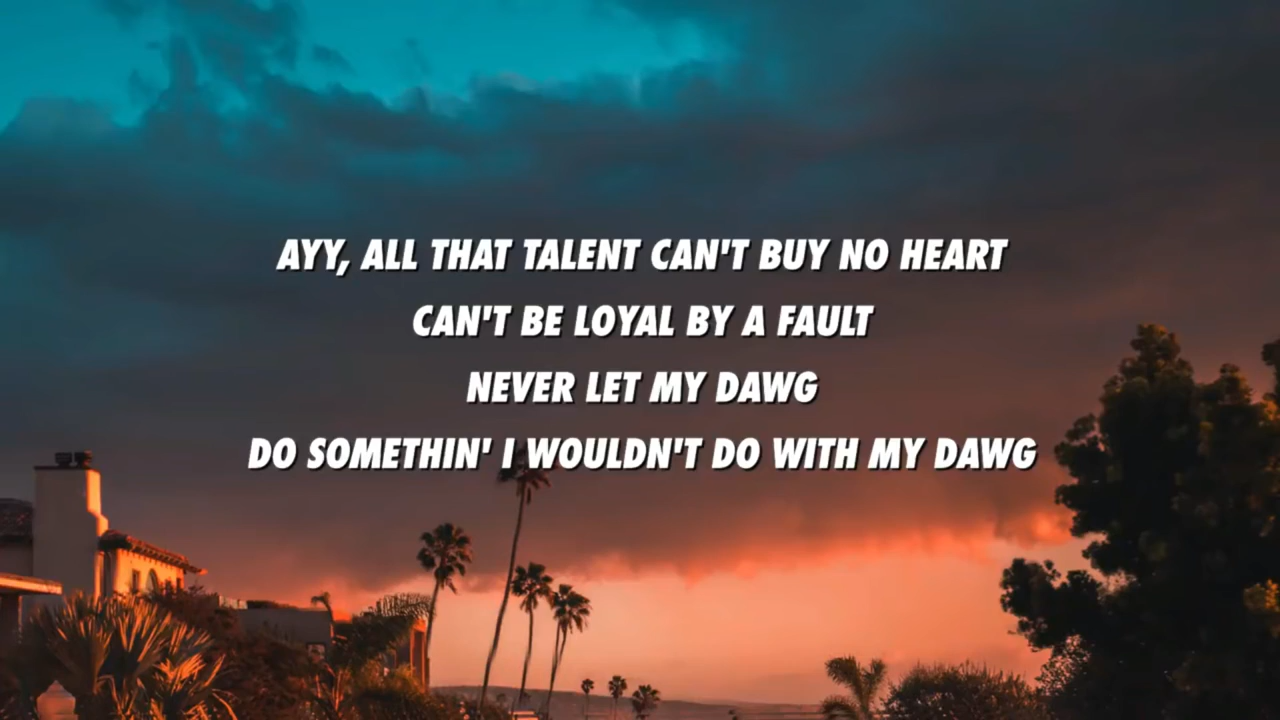 AYY, ALL THAT TALENT CAN'T BUY NO HEART
CAN'T BE LOYAL BY A FAULT
NEVER LET MY DAWG
DO SOMETHIN' I WOULDN'T DO WITH MY DAWG